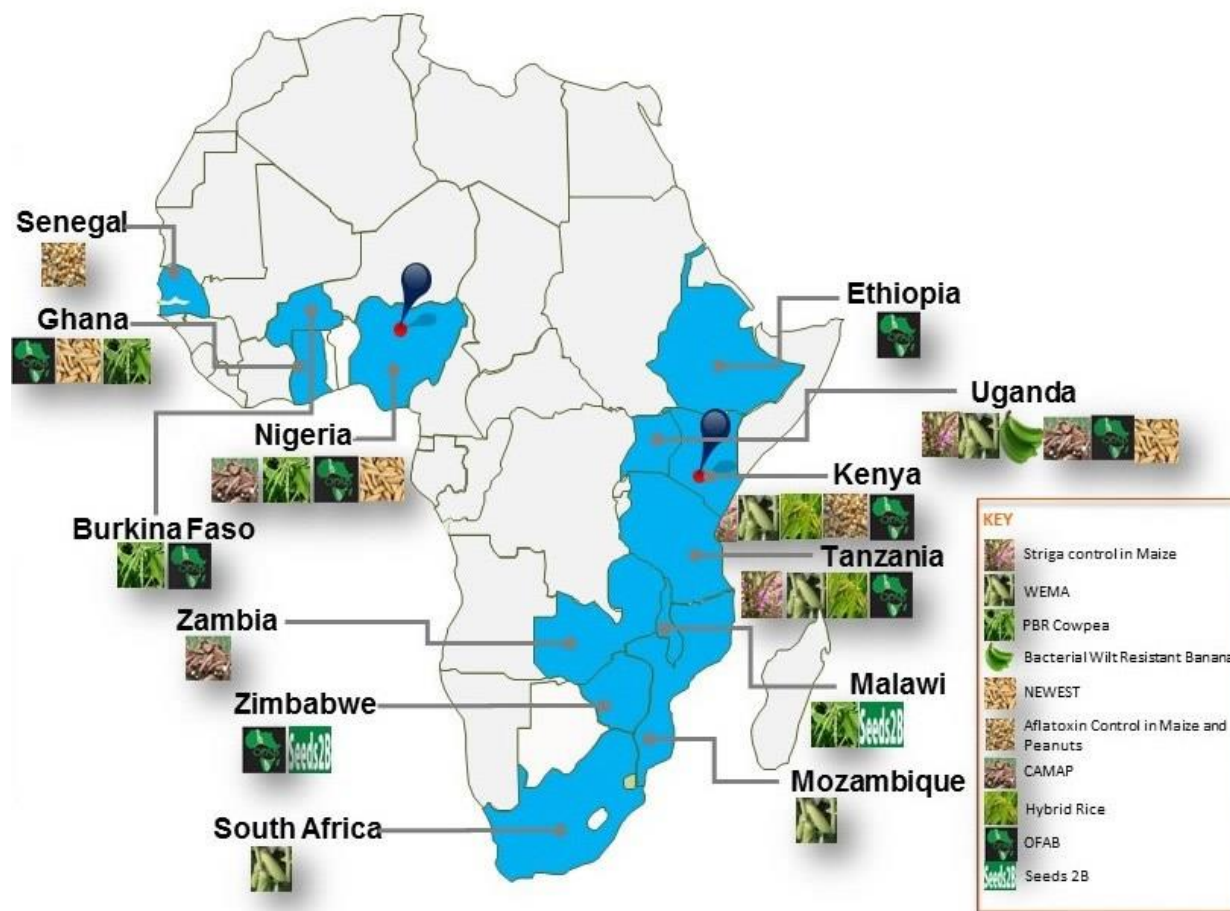 Senegal
Ghana
Nigeria
Burkina Faso
Zambia
Zimbabwe
Seeds2B
South Africa
Ethiopia
Uganda
Kenya
Tanzania
Malawi
Seeds2B
Mozambique
KEY
Striga control in Maize
WEMA
PBR Cowpea
Bacterial Wilt Resistant Banana
NEWEST
Aflatoxin Control in Maize and
Peanuts
CAMAP
Hybrid Rice
OFAB
Seeds2B
Seeds 2B